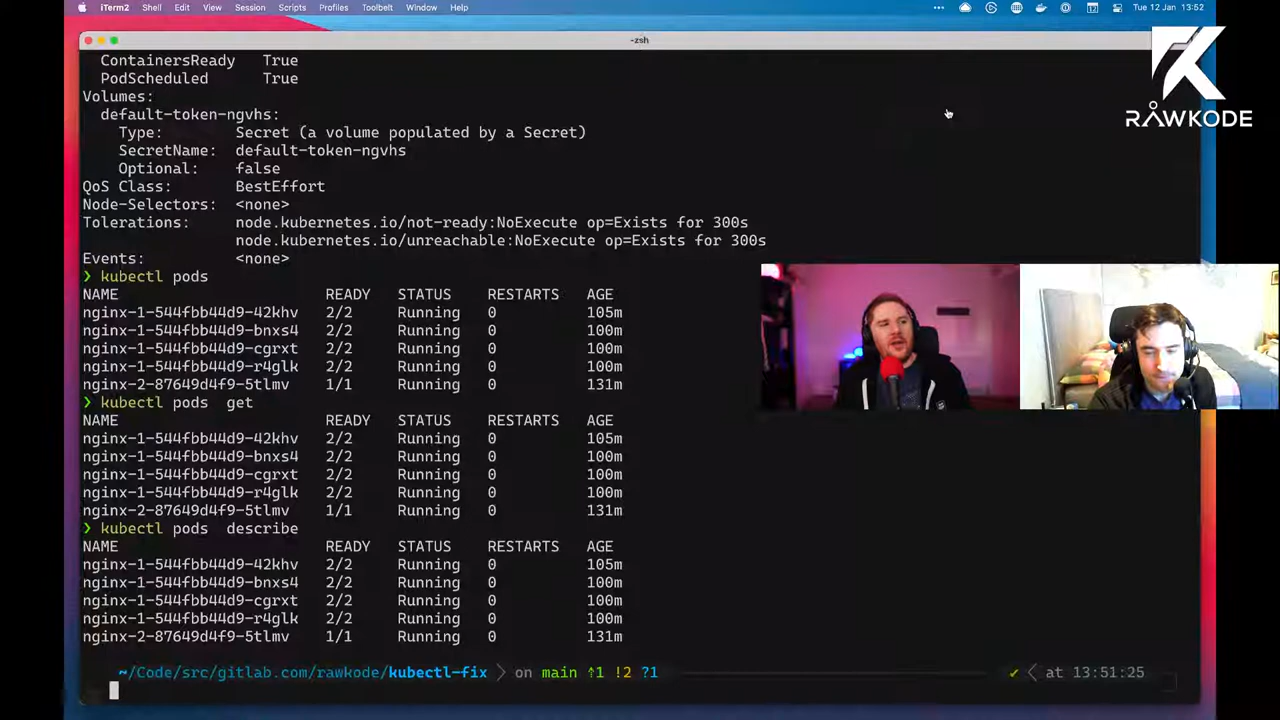 iTerm2 Shell Edit View Session Scripts Profiles Toolbelt Window Help Tue 12 Jan 13:52
-zsh
RAWKODE
ContainersReady True
PodScheduled True
Volumes:
default-token-ngvhs:
Type: Secret (a volume populated by a Secret)
SecretName: default-token-ngvhs
Optional: false
QoS Class: BestEffort
Node-Selectors: <none>
Tolerations: node.kubernetes.io/not-ready:NoExecute op=Exists for 300s
node.kubernetes.io/unreachable:NoExecute op=Exists for 300s
Events: <none>
❯ kubectl pods
NAME READY STATUS RESTARTS AGE
nginx-1-544fbb44d9-42khv 2/2 Running 0 105m
nginx-1-544fbb44d9-bnxs4 2/2 Running 0 100m
nginx-1-544fbb44d9-cgrxt 2/2 Running 0 100m
nginx-1-544fbb44d9-r4glk 2/2 Running 0 100m
nginx-2-87649d4f9-5tlmv 1/1 Running 0 131m
❯ kubectl pods get
NAME READY STATUS RESTARTS AGE
nginx-1-544fbb44d9-42khv 2/2 Running 0 105m
nginx-1-544fbb44d9-bnxs4 2/2 Running 0 100m
nginx-1-544fbb44d9-cgrxt 2/2 Running 0 100m
nginx-1-544fbb44d9-r4glk 2/2 Running 0 100m
nginx-2-87649d4f9-5tlmv 1/1 Running 0 131m
❯ kubectl pods describe
NAME READY STATUS RESTARTS AGE
nginx-1-544fbb44d9-42khv 2/2 Running 0 105m
nginx-1-544fbb44d9-bnxs4 2/2 Running 0 100m
nginx-1-544fbb44d9-cgrxt 2/2 Running 0 100m
nginx-1-544fbb44d9-r4glk 2/2 Running 0 100m
nginx-2-87649d4f9-5tlmv 1/1 Running 0 131m
~/Code/src/gitlab.com/rawkode/kubectl-fix on main ⇡1 !2 ?1 ✔ at 13:51:25